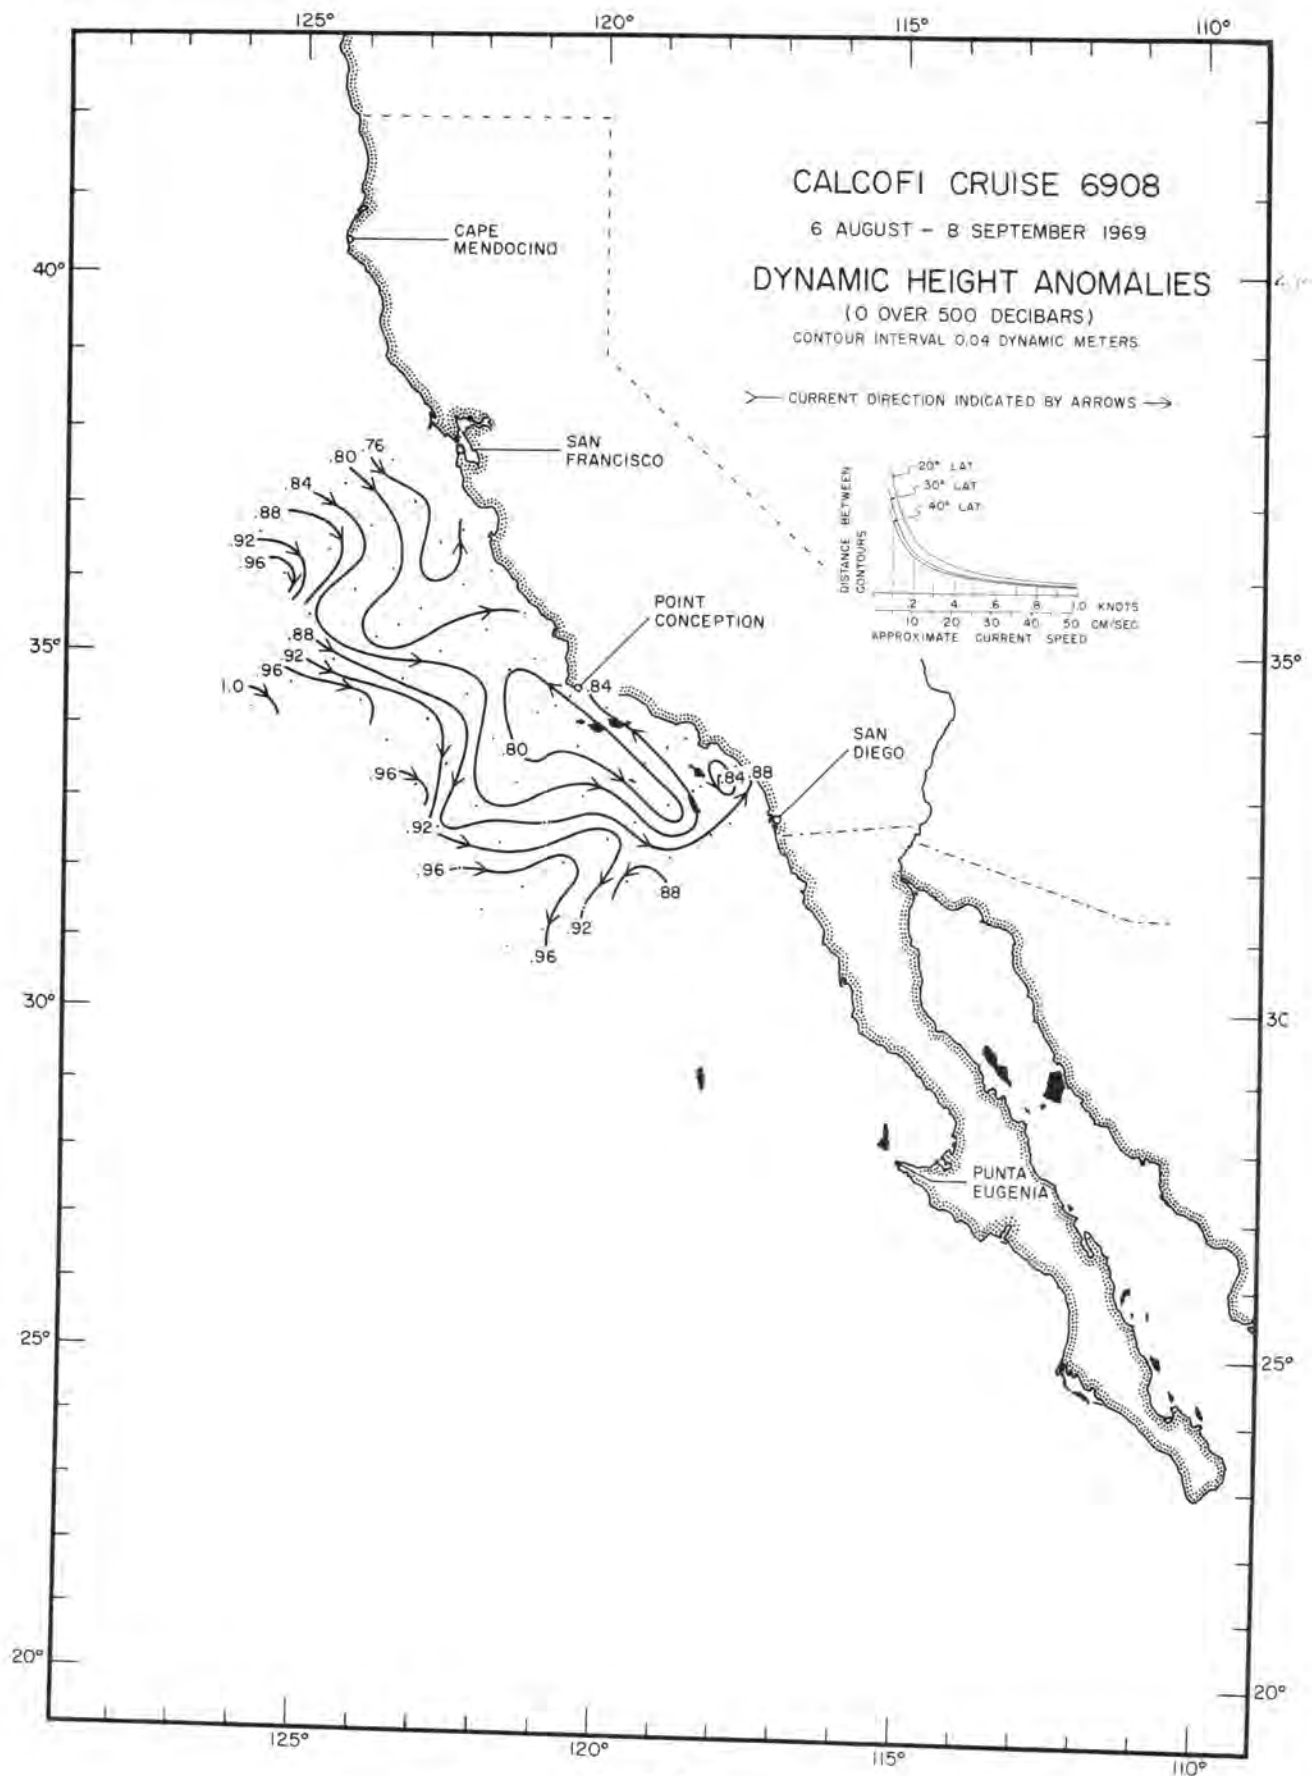 125° 120° 115° 110°
CALCOFI CRUISE 6908
6 AUGUST - 8 SEPTEMBER 1969
DYNAMIC HEIGHT ANOMALIES
(0 OVER 500 DECIBARS)
CONTOUR INTERVAL 0.04 DYNAMIC METERS
CURRENT DIRECTION INDICATED BY ARROWS
CAPE
MENDOCINO
40°
SAN
FRANCISCO
20° LAT
30° LAT
40° LAT
DISTANCE BETWEEN
CONTOURS
.2 .4 .6 .8 1.0 KNOTS
10 20 30 40 50 CM/SEC
APPROXIMATE CURRENT SPEED
.76
.80
.84
.88
.92
.96
POINT
CONCEPTION
35° 35°
.88
.92
.96
1.0
.84
SAN
DIEGO
.80
.84 .88
.96
.92
.96
.88
.92
.96
30° 30
PUNTA
EUGENIA
25° 25°
20° 20°
125° 120° 115° 110°